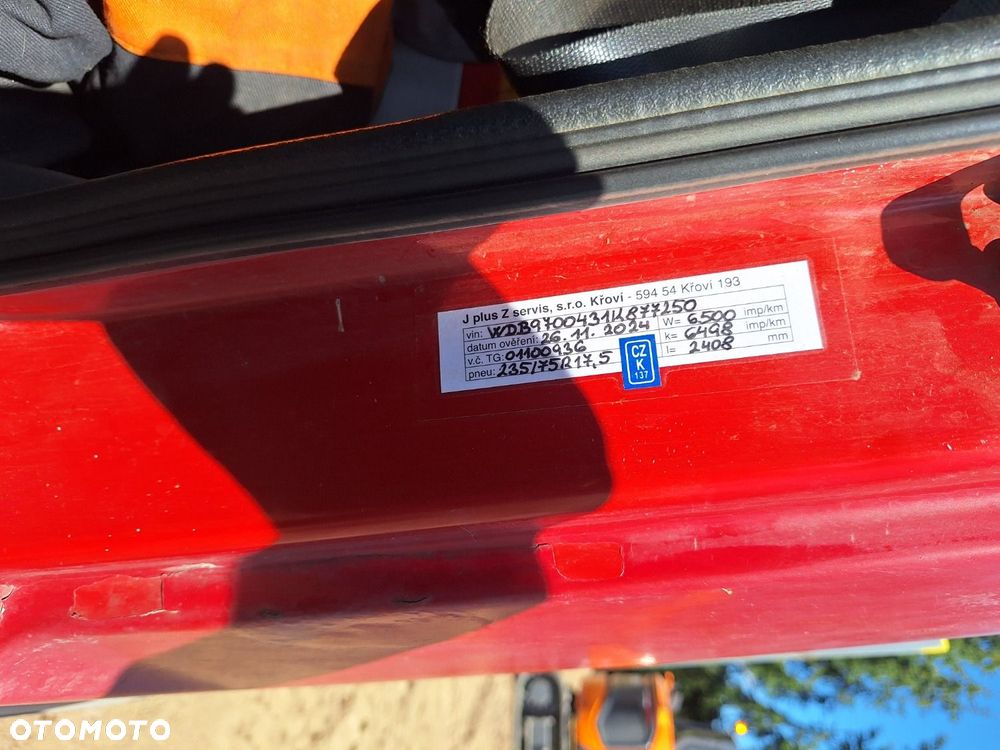 J plus Z servis, s.r.o. Křoví - 594 54 Křoví 193
vin: WDB9700431K877250
datum ověření: 26.11.2024 W= 6500 imp/km
v.č. TG: 01100936 k= 6498 imp/km
pneu: 235/75R17,5 l= 2408 mm
CZ
K
137
OTOMOTO